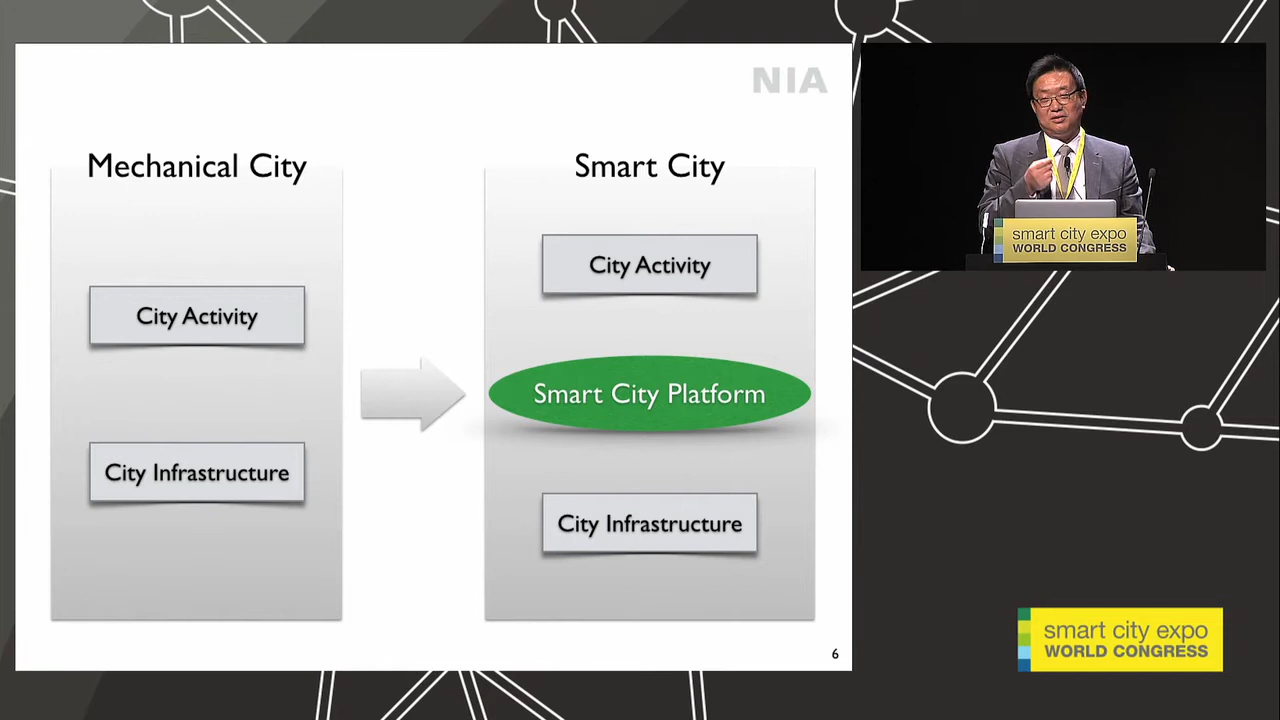 NIA
Mechanical City
City Activity
City Infrastructure
Smart City
City Activity
Smart City Platform
City Infrastructure
6
smart city expo
WORLD CONGRESS
smart city expo
WORLD CONGRESS